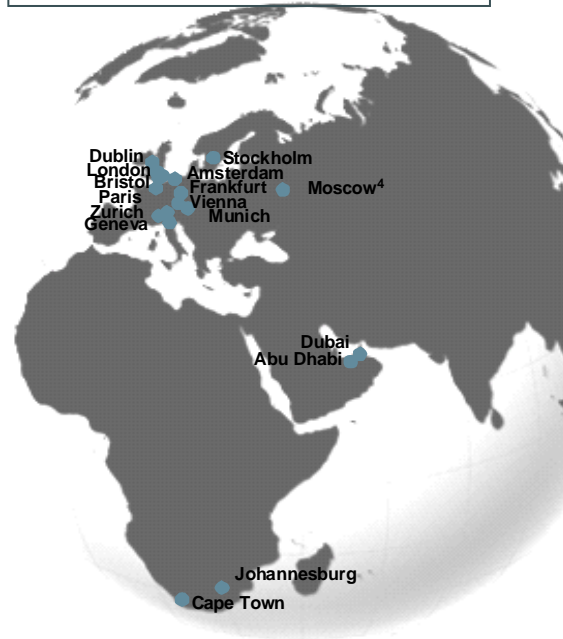 Dublin
Stockholm
London
Amsterdam
Bristol
Frankfurt
Moscow4
Paris
Vienna
Zurich
Munich
Geneva
Dubai
Abu Dhabi
Johannesburg
Cape Town